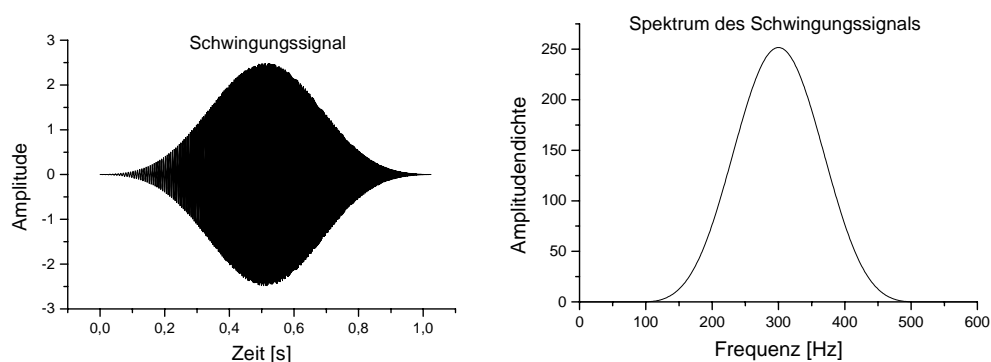 Schwingungssignal
Amplitude
3
2
1
0
-1
-2
-3
0,0 0,2 0,4 0,6 0,8 1,0
Zeit [s]
Spektrum des Schwingungssignals
Amplitudendichte
250
200
150
100
50
0
0 100 200 300 400 500 600
Frequenz [Hz]